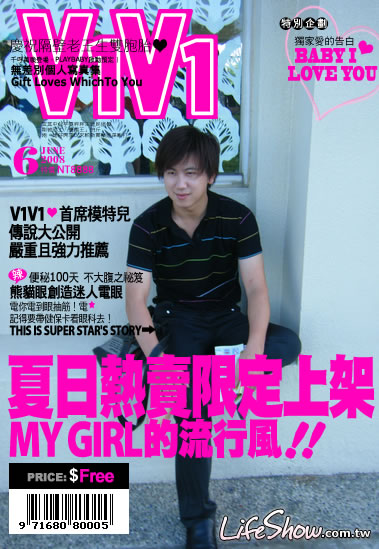 V1V1
慶祝隔壁老王生雙胞胎♥
無差別個人寫真集
Gift Loves WhichTo You
特別企劃
獨家愛的告白
BABY I
LOVE YOU
6
JUNE
2008
V1V1♥首席模特兒
傳說大公開
嚴重且強力推薦
便秘100天 不大腹之秘笈
熊貓眼創造迷人電眼
電你電到眼抽筋!電★
記得要帶健保卡看眼科去!
THIS IS SUPER STAR'S STORY➞
夏日熱賣限定上架
MY GIRL的流行風!!
PRICE: $Free
9 71680 80005
LifeShow.com.tw